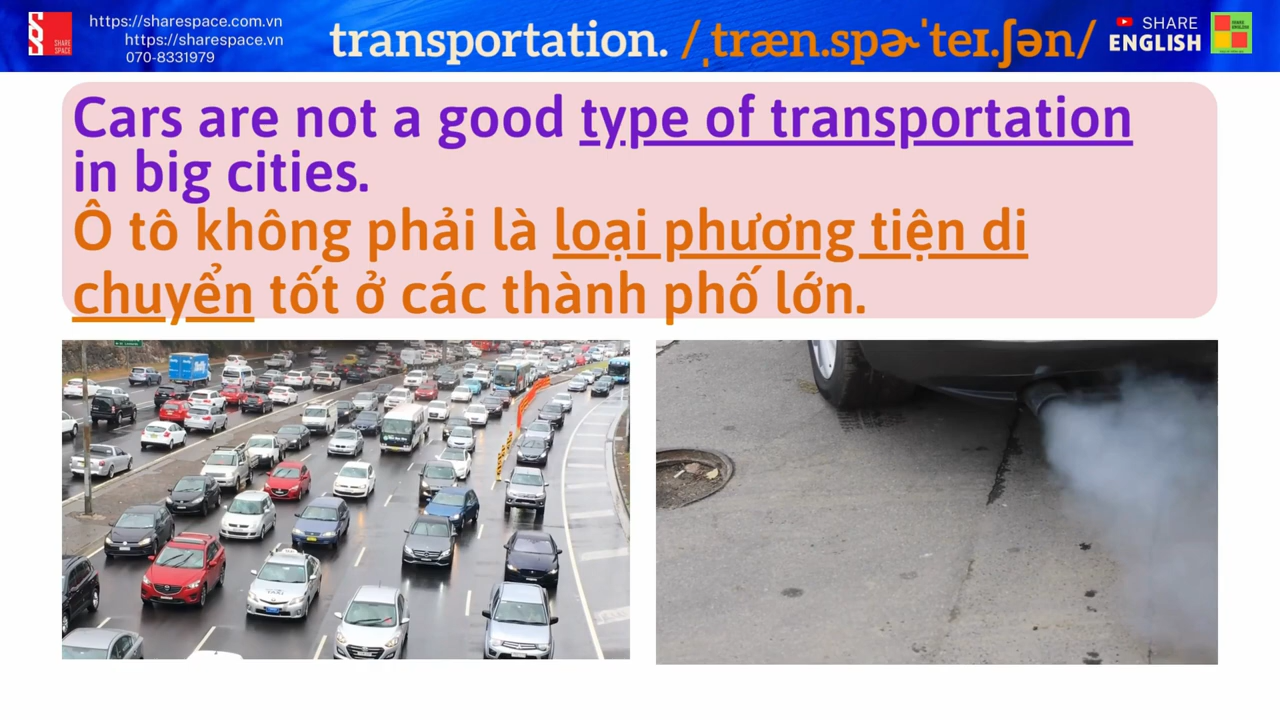 https://sharespace.com.vn
https://sharespace.vn
070-8331979
SHARE
SPACE
transportation. /ˌtræn.spɚˈteɪ.ʃən/
SHARE
ENGLISH
Cars are not a good type of transportation
in big cities.
Ô tô không phải là loại phương tiện di
chuyển tốt ở các thành phố lớn.